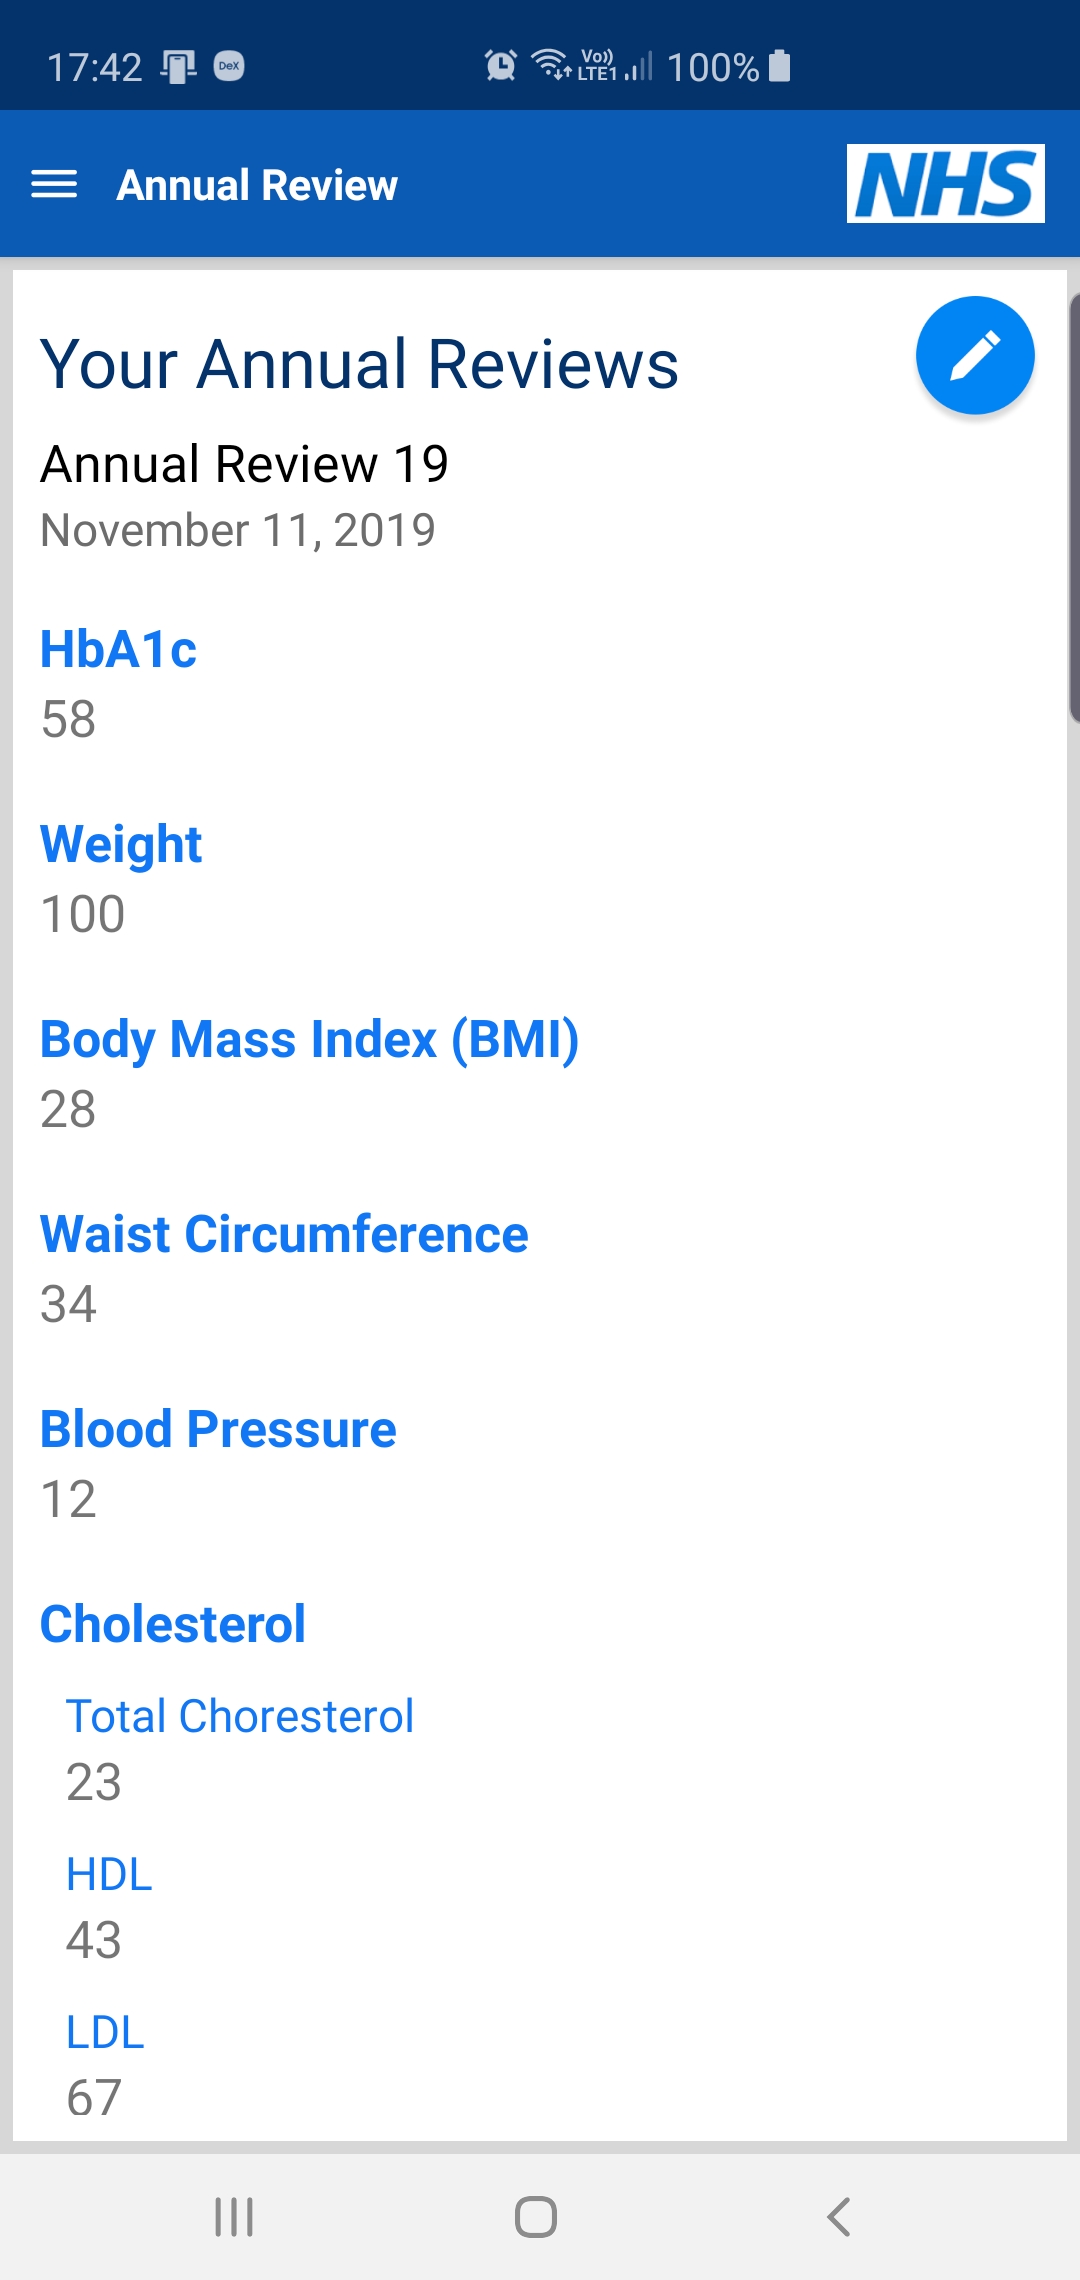 17:42 DeX Vo)) LTE1 100%
Annual Review NHS
Your Annual Reviews
Annual Review 19
November 11, 2019
HbA1c
58
Weight
100
Body Mass Index (BMI)
28
Waist Circumference
34
Blood Pressure
12
Cholesterol
Total Choresterol
23
HDL
43
LDL
67